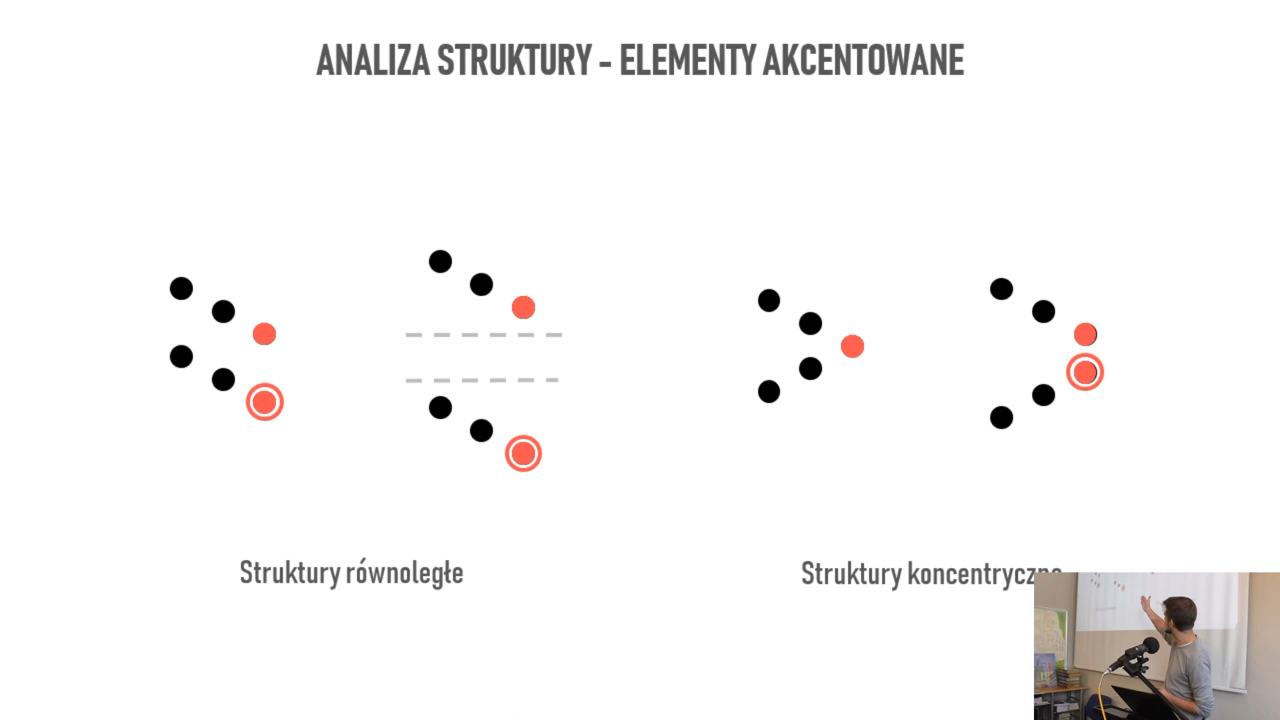 ANALIZA STRUKTURY - ELEMENTY AKCENTOWANE
Struktury równoległe
Struktury koncentryczne